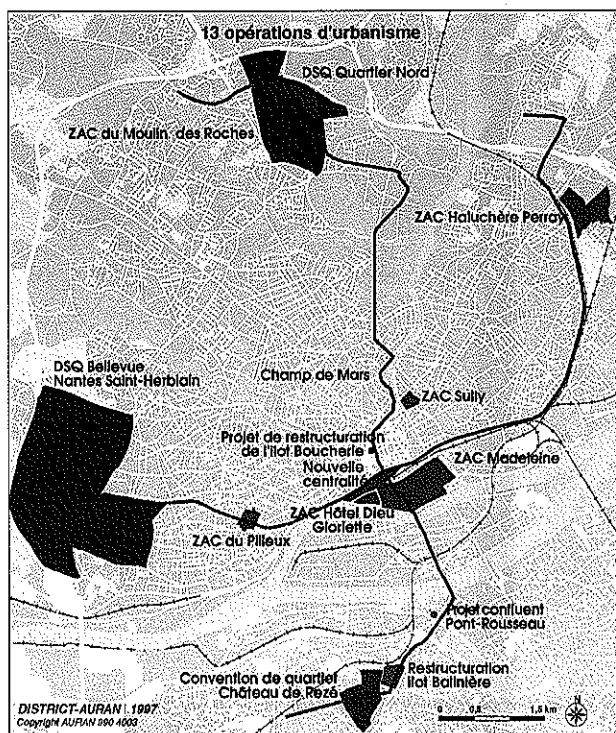 13 opérations d'urbanisme
DSQ Quartier Nord
ZAC du Moulin des Roches
ZAC Haluchère Perray
DSQ Bellevue
Nantes Saint-Herblain
Champ de Mars
ZAC Sully
Projet de restructuration
de l'îlot Boucherie
Nouvelle
centralité
ZAC Madeleine
ZAC Hôtel Dieu
Gloriette
ZAC du Pilleux
Projet confluent
Pont-Rousseau
Convention de quartier
Château de Rezé
Restructuration
îlot Balinière
DISTRICT-AURAN 1997
Copyright AURAN 990 4003
0 0,5 1,5 km
N